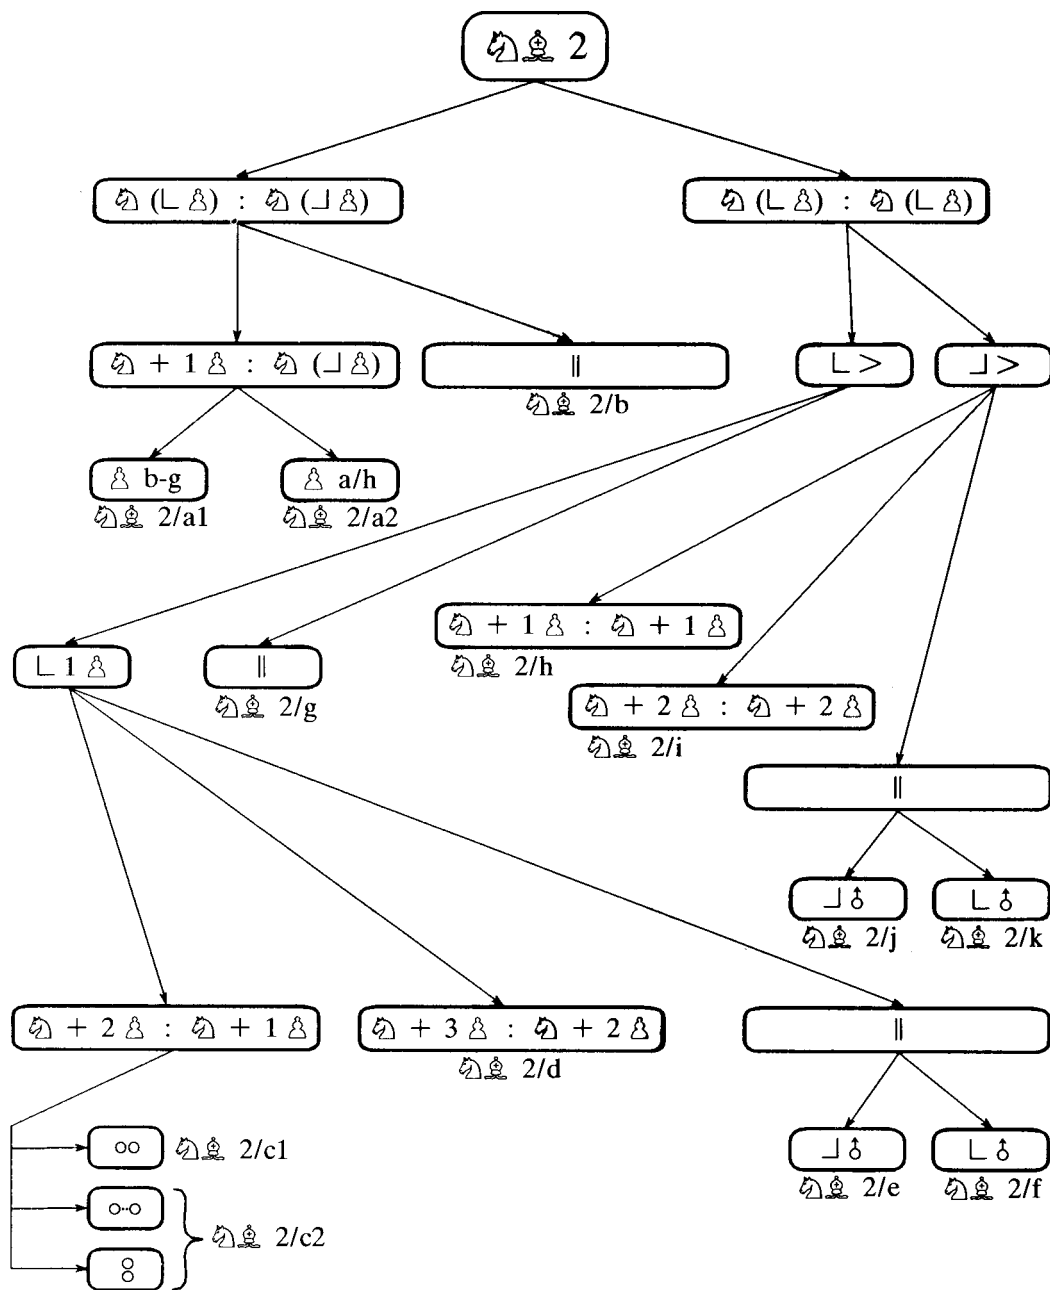 ♘♗ 2
♘ (∟ ♙) : ♘ (⅃ ♙)
♘ (∟ ♙) : ♘ (∟ ♙)
♘ + 1 ♙ : ♘ (⅃ ♙)
||
∟ >
⅃ >
♘♗ 2/b
♙ b-g
♙ a/h
♘♗ 2/a1
♘♗ 2/a2
♘ + 1 ♙ : ♘ + 1 ♙
♘♗ 2/h
∟ 1 ♙
||
♘♗ 2/g
♘ + 2 ♙ : ♘ + 2 ♙
♘♗ 2/i
||
⅃ ♁
∟ ♁
♘♗ 2/j
♘♗ 2/k
♘ + 2 ♙ : ♘ + 1 ♙
♘ + 3 ♙ : ♘ + 2 ♙
||
♘♗ 2/d
○○
♘♗ 2/c1
⅃ ♁
∟ ♁
♘♗ 2/e
♘♗ 2/f
○··○
♘♗ 2/c2
8